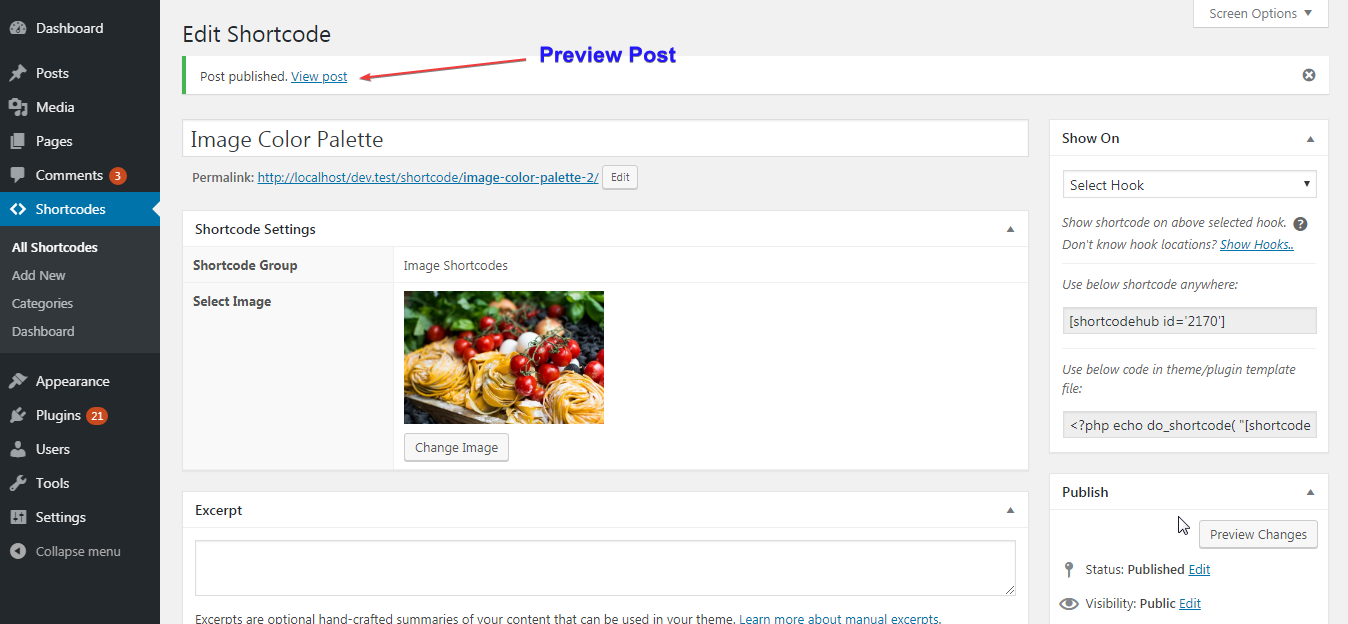 Dashboard
Posts
Media
Pages
Comments 3
Shortcodes
All Shortcodes
Add New
Categories
Dashboard
Appearance
Plugins 21
Users
Tools
Settings
Collapse menu
Screen Options
Edit Shortcode
Preview Post
Post published. View post
Image Color Palette
Permalink: http://localhost/dev.test/shortcode/image-color-palette-2/ Edit
Shortcode Settings
Shortcode Group Image Shortcodes
Select Image
Change Image
Excerpt
Excerpts are optional hand-crafted summaries of your content that can be used in your theme. Learn more about manual excerpts.
Show On
Select Hook
Show shortcode on above selected hook. ?
Don't know hook locations? Show Hooks..
Use below shortcode anywhere:
[shortcodehub id='2170']
Use below code in theme/plugin template
file:
<?php echo do_shortcode( "[shortcode
Publish
Preview Changes
Status: Published Edit
Visibility: Public Edit